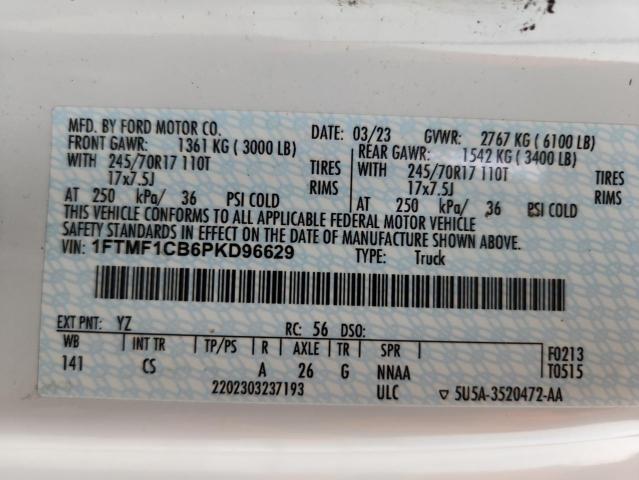 MFD. BY FORD MOTOR CO.
DATE: 03/23 GVWR: 2767 KG ( 6100 LB)
FRONT GAWR: 1361 KG ( 3000 LB) REAR GAWR: 1542 KG ( 3400 LB)
WITH 245/70R17 110T TIRES WITH 245/70R17 110T TIRES
17x7.5J RIMS 17x7.5J RIMS
AT 250 kPa/ 36 PSI COLD AT 250 kPa/ 36 PSI COLD
THIS VEHICLE CONFORMS TO ALL APPLICABLE FEDERAL MOTOR VEHICLE
SAFETY STANDARDS IN EFFECT ON THE DATE OF MANUFACTURE SHOWN ABOVE.
VIN: 1FTMF1CB6PKD96629 TYPE: Truck
EXT PNT: YZ RC: 56 DSO:
WB INT TR TP/PS R AXLE TR SPR F0213
141 CS A 26 G NNAA T0515
2202303237193 ULC ▽ 5U5A-3520472-AA